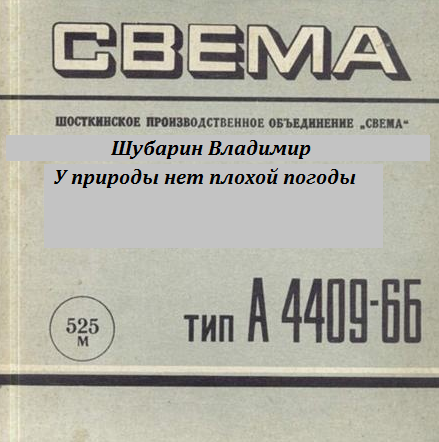 СВЕМА
ШОСТКИНСКОЕ ПРОИЗВОДСТВЕННОЕ ОБЪЕДИНЕНИЕ „СВЕМА“
Шубарин Владимир
У природы нет плохой погоды
525 М
тип А 4409-6Б